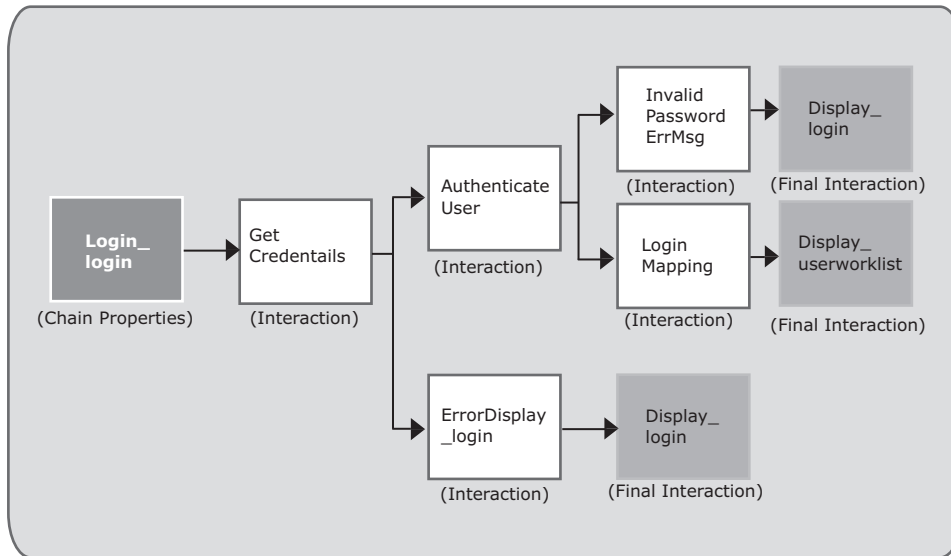 Login_
login
(Chain Properties)
Get
Credentails
(Interaction)
Authenticate
User
(Interaction)
Invalid
Password
ErrMsg
(Interaction)
Display_
login
(Final Interaction)
Login
Mapping
(Interaction)
Display_
userworklist
(Final Interaction)
ErrorDisplay
_login
(Interaction)
Display_
login
(Final Interaction)